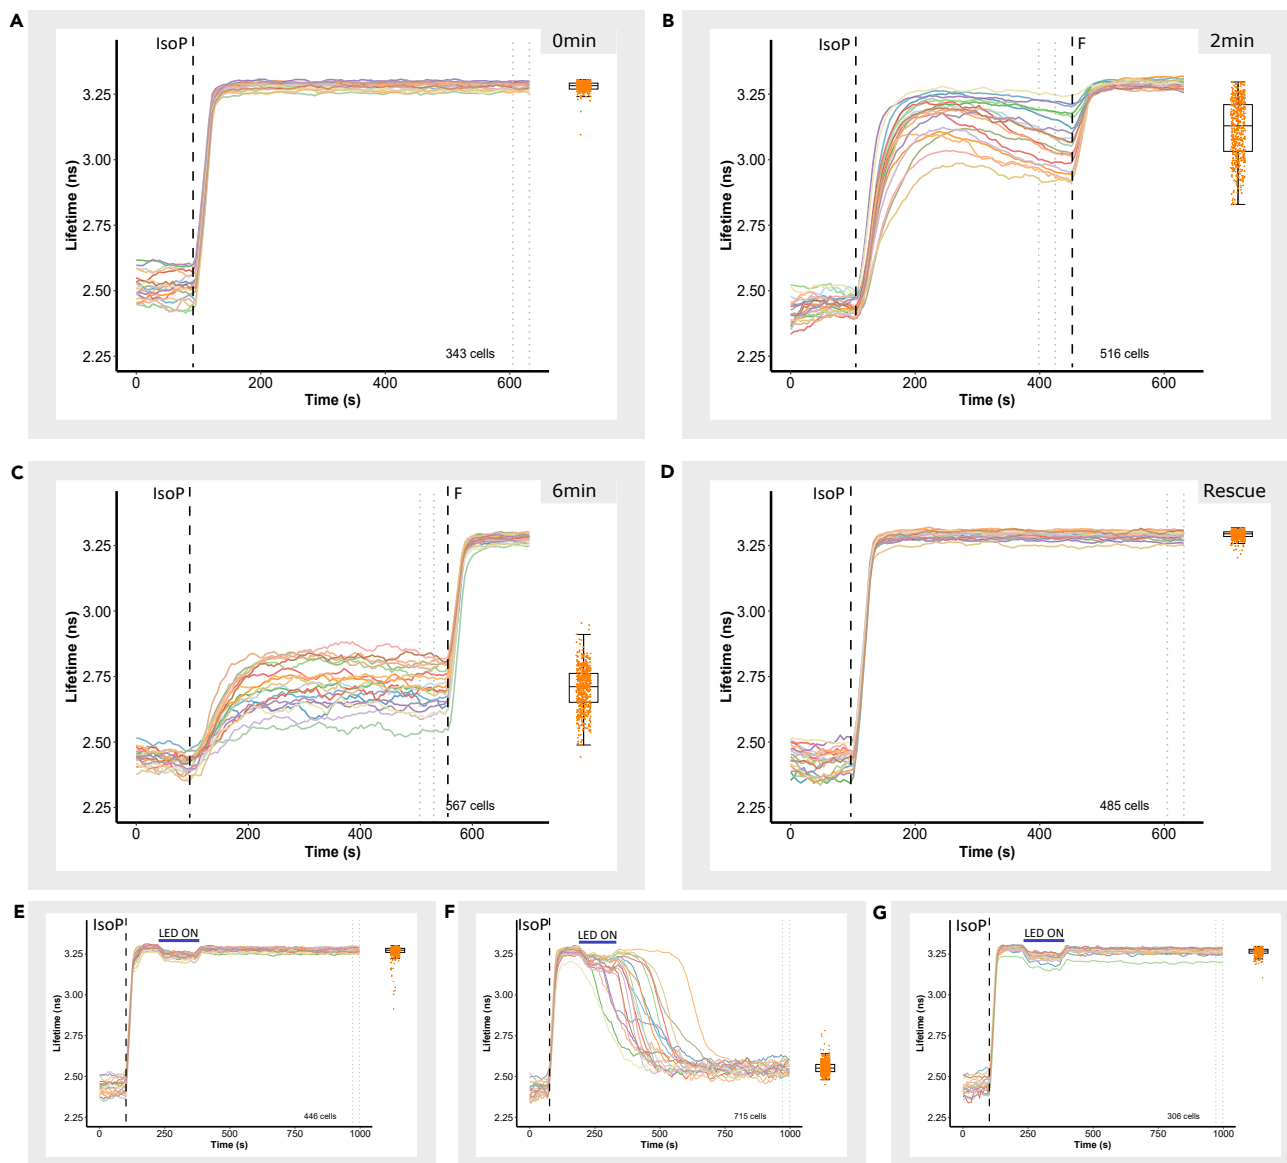 A
IsoP
0min
3.25
3.00
2.75
2.50
2.25
Lifetime (ns)
343 cells
0
200
400
600
Time (s)
B
IsoP
F
2min
3.25
3.00
2.75
2.50
2.25
Lifetime (ns)
516 cells
0
200
400
600
Time (s)
C
IsoP
F
6min
3.25
3.00
2.75
2.50
2.25
Lifetime (ns)
567 cells
0
200
400
600
Time (s)
D
IsoP
Rescue
3.25
3.00
2.75
2.50
2.25
Lifetime (ns)
485 cells
0
200
400
600
Time (s)
E
IsoP
LED ON
3.25
3.00
2.75
2.50
2.25
Lifetime (ns)
446 cells
0
250
500
750
1000
Time (s)
F
IsoP
LED ON
3.25
3.00
2.75
2.50
2.25
Lifetime (ns)
715 cells
0
250
500
750
1000
Time (s)
G
IsoP
LED ON
3.25
3.00
2.75
2.50
2.25
Lifetime (ns)
306 cells
0
250
500
750
1000
Time (s)